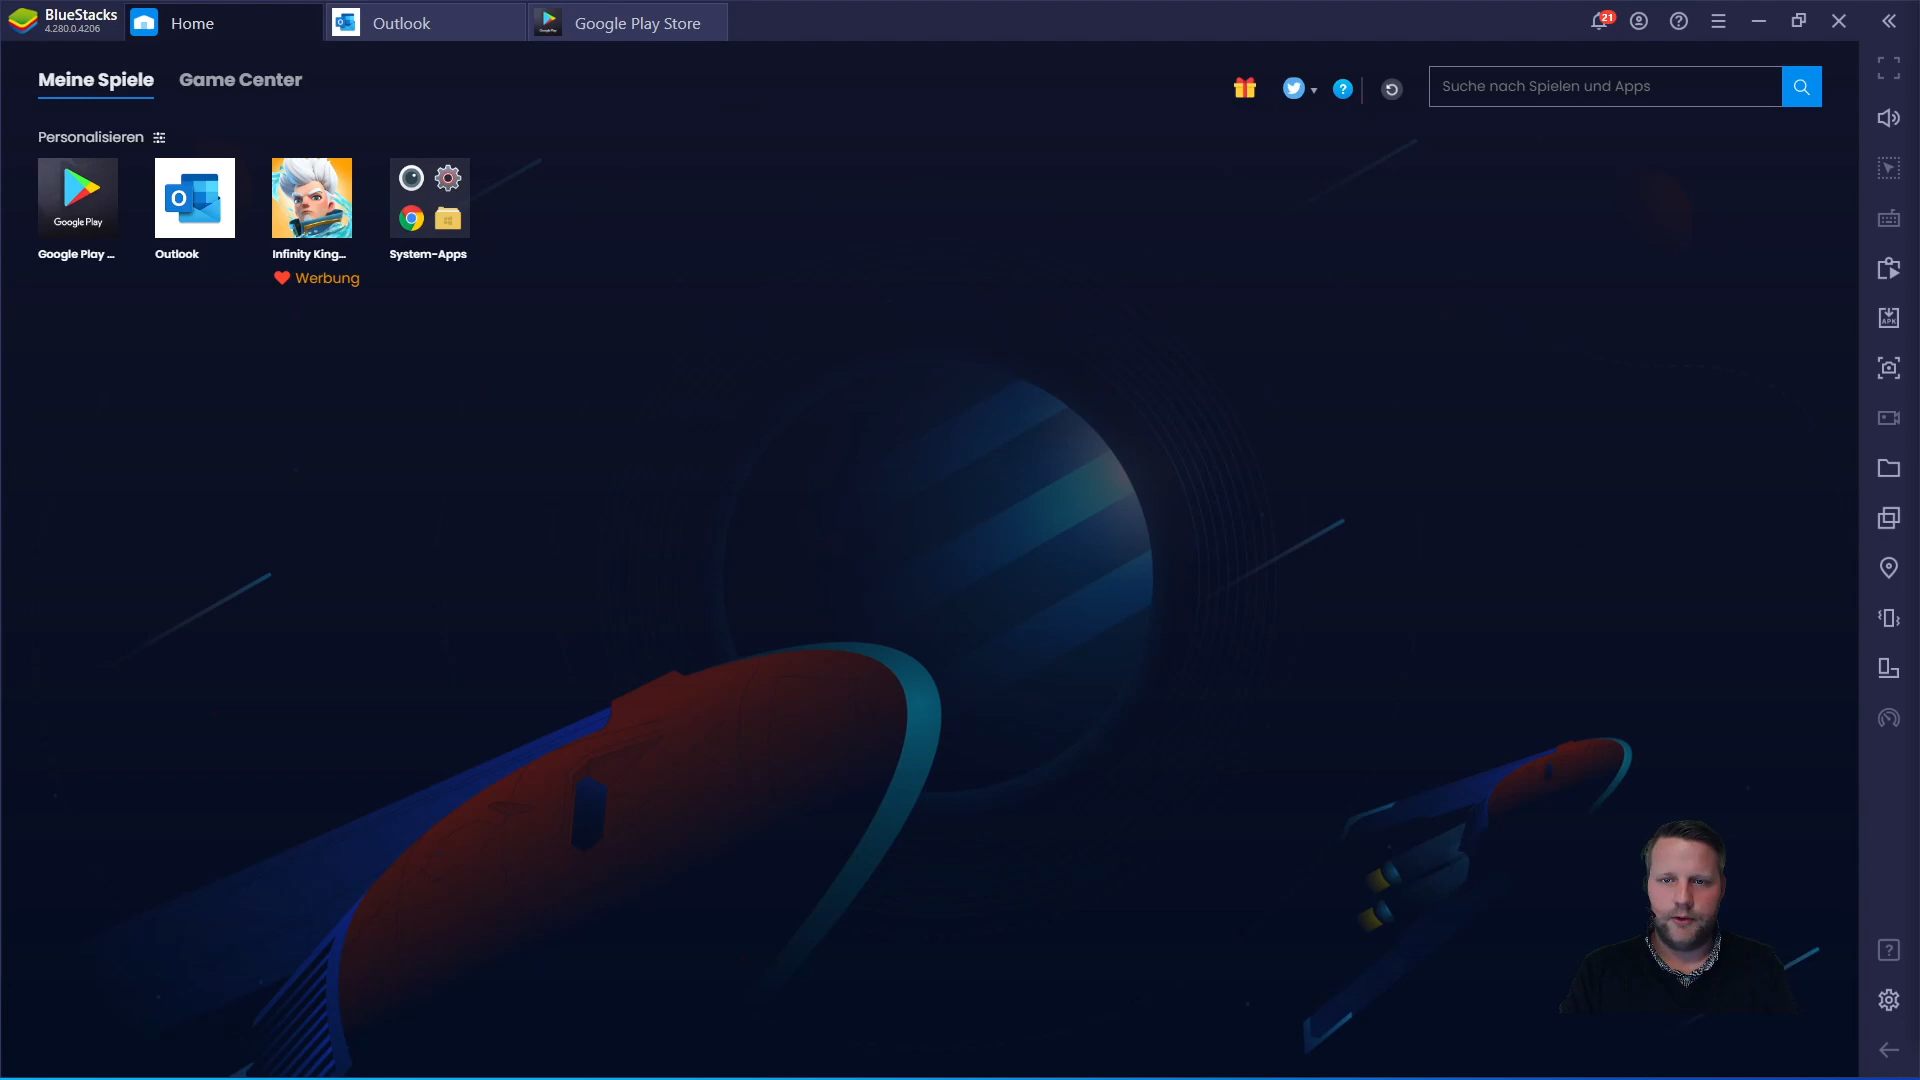 BlueStacks
4.280.0.4206
Home
Outlook
Google Play Store
21
Meine Spiele
Game Center
Suche nach Spielen und Apps
Personalisieren
Google Play
Google Play ...
Outlook
Infinity King...
System-Apps
Werbung
APK